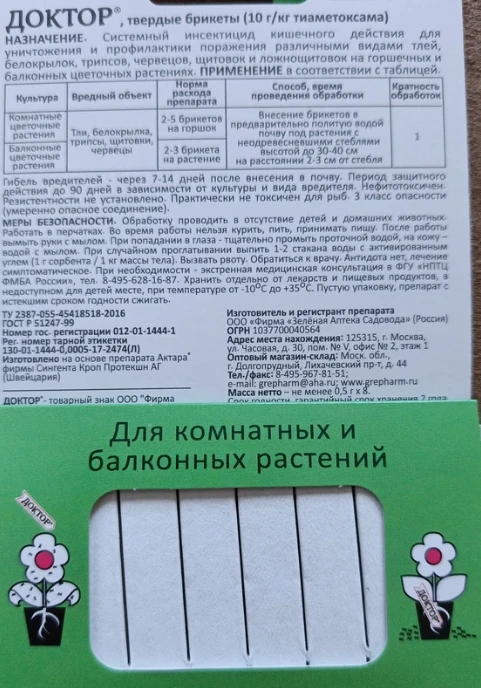 ДОКТОР®, твердые брикеты (10 г/кг тиаметоксама)
НАЗНАЧЕНИЕ. Системный инсектицид кишечного действия для
уничтожения и профилактики поражения различными видами тлей,
белокрылок, трипсов, червецов, щитовок и ложнощитовок на горшечных и
балконных цветочных растениях. ПРИМЕНЕНИЕ в соответствии с таблицей.
Культура Вредный объект Норма расхода препарата Способ, время проведения обработки Кратность обработок
Комнатные цветочные растения Тли, белокрылка, трипсы, щитовки, червецы 2-5 брикетов на горшок Внесение брикетов в предварительно политую водой почву под растения с неодревесневшими стеблями высотой до 30-40 см на расстоянии 2-3 см от стебля 1
Балконные цветочные растения 2-3 брикета на растение
Гибель вредителей - через 7-14 дней после внесения в почву. Период защитного
действия до 90 дней в зависимости от культуры и вида вредителя. Нефитотоксичен.
Резистентности не установлено. Практически не токсичен для рыб. 3 класс опасности
(умеренно опасное соединение).
МЕРЫ БЕЗОПАСНОСТИ. Обработку проводить в отсутствие детей и домашних животных.
Работать в перчатках. Во время работы нельзя курить, пить, принимать пищу. После работы
вымыть руки с мылом. При попадании в глаза - тщательно промыть проточной водой, на кожу –
водой с мылом. При случайном проглатывании выпить 1-2 стакана воды с активированным
углем (1 г сорбента / 1 кг массы тела). Вызвать рвоту. Обратиться к врачу. Антидота нет, лечение
симптоматическое. При необходимости - экстренная медицинская консультация в ФГУ «НПТЦ
ФМБА России», тел. 8-495-628-16-87. Хранить отдельно от лекарств и пищевых продуктов, в
недоступном для детей месте, при температуре от -10°С до +35°С. Пустую упаковку, препарат с
истекшим сроком годности сжигать.
ТУ 2387-055-45418518-2016
ГОСТ Р 51247-99
Номер гос. регистрации 012-01-1444-1
Рег. номер тарной этикетки
130-01-1444-0,0005-17-2474(Л)
Изготовлено на основе препарата Актара®
фирмы Сингента Кроп Протекшн АГ
(Швейцария)
ДОКТОР®-товарный знак ООО "Фирма
Изготовитель и регистрант препарата
ООО «Фирма «Зелёная Аптека Садовода» (Россия)
ОГРН 1037700040564
Адрес места нахождения: 125315, г. Москва,
ул. Часовая, д. 30, пом. № V, офис № 2, этаж 1
Оптовый магазин-склад: Моск. обл.,
г. Долгопрудный, Лихачевский пр-т, д. 44
Тел./факс: 8-495-967-81-51;
e-mail: grepharm@aha.ru; www.grepharm.ru
Масса нетто – не менее 0,5 г х 8.
Срок годности, гарантийный срок хранения 2 года
Для комнатных и
балконных растений
ДОКТОР®
ДОКТОР®